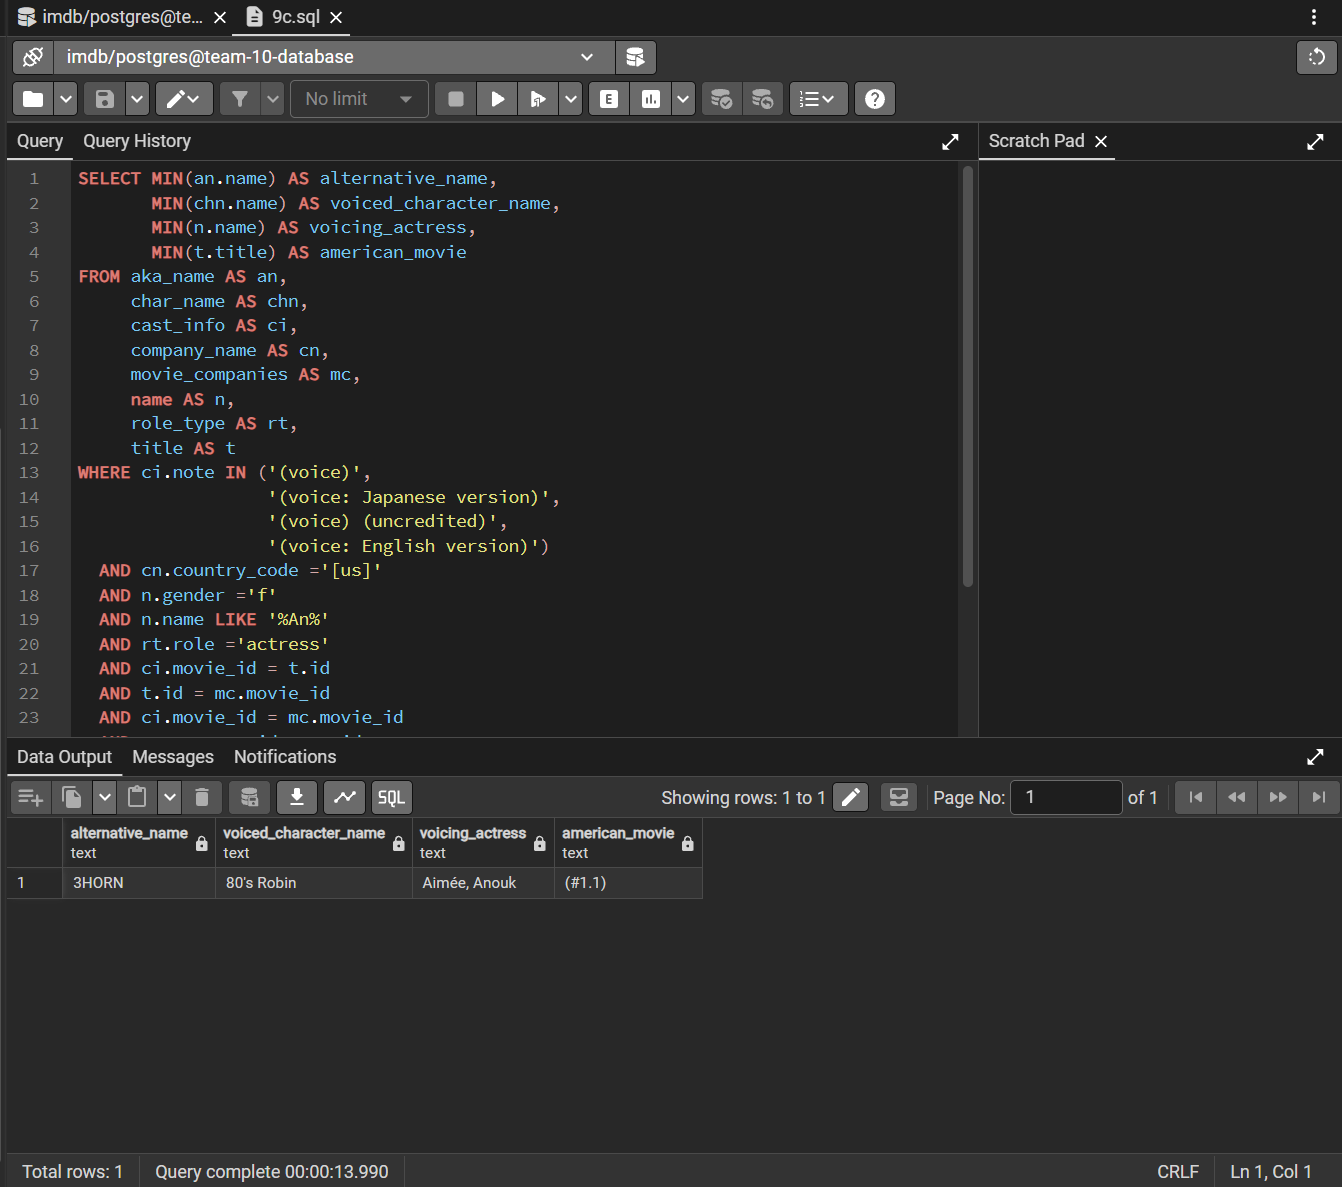 imdb/postgres@te...
9c.sql
imdb/postgres@team-10-database
No limit
E
Query
Query History
Scratch Pad
1 SELECT MIN(an.name) AS alternative_name,
2 MIN(chn.name) AS voiced_character_name,
3 MIN(n.name) AS voicing_actress,
4 MIN(t.title) AS american_movie
5 FROM aka_name AS an,
6 char_name AS chn,
7 cast_info AS ci,
8 company_name AS cn,
9 movie_companies AS mc,
10 name AS n,
11 role_type AS rt,
12 title AS t
13 WHERE ci.note IN ('(voice)',
14 '(voice: Japanese version)',
15 '(voice) (uncredited)',
16 '(voice: English version)')
17 AND cn.country_code ='[us]'
18 AND n.gender ='f'
19 AND n.name LIKE '%An%'
20 AND rt.role ='actress'
21 AND ci.movie_id = t.id
22 AND t.id = mc.movie_id
23 AND ci.movie_id = mc.movie_id
Data Output
Messages
Notifications
SQL
Showing rows: 1 to 1
Page No: 1 of 1
alternative_name text
voiced_character_name text
voicing_actress text
american_movie text
1 3HORN 80's Robin Aimée, Anouk (#1.1)
Total rows: 1
Query complete 00:00:13.990
CRLF
Ln 1, Col 1